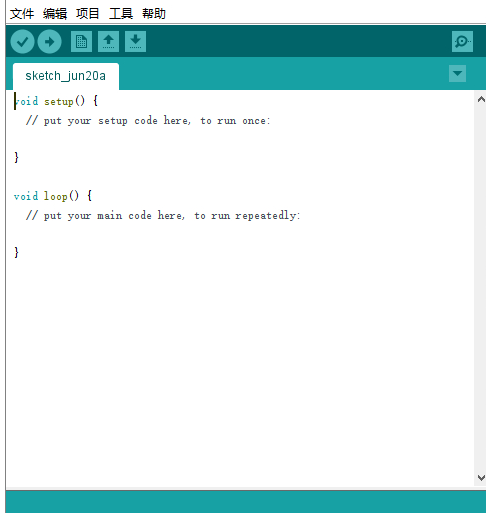 文件 编辑 项目 工具 帮助
sketch_jun20a
void setup() {
// put your setup code here, to run once:
}
void loop() {
// put your main code here, to run repeatedly:
}